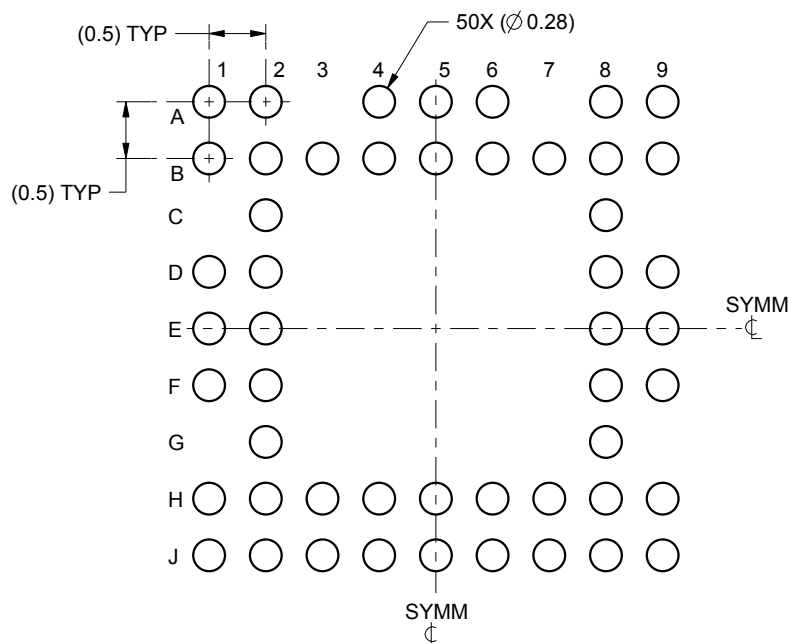 (0.5) TYP
50X (∅ 0.28)
1 2 3 4 5 6 7 8 9
A
B
(0.5) TYP
C
D
SYMM
E
F
G
H
J
SYMM